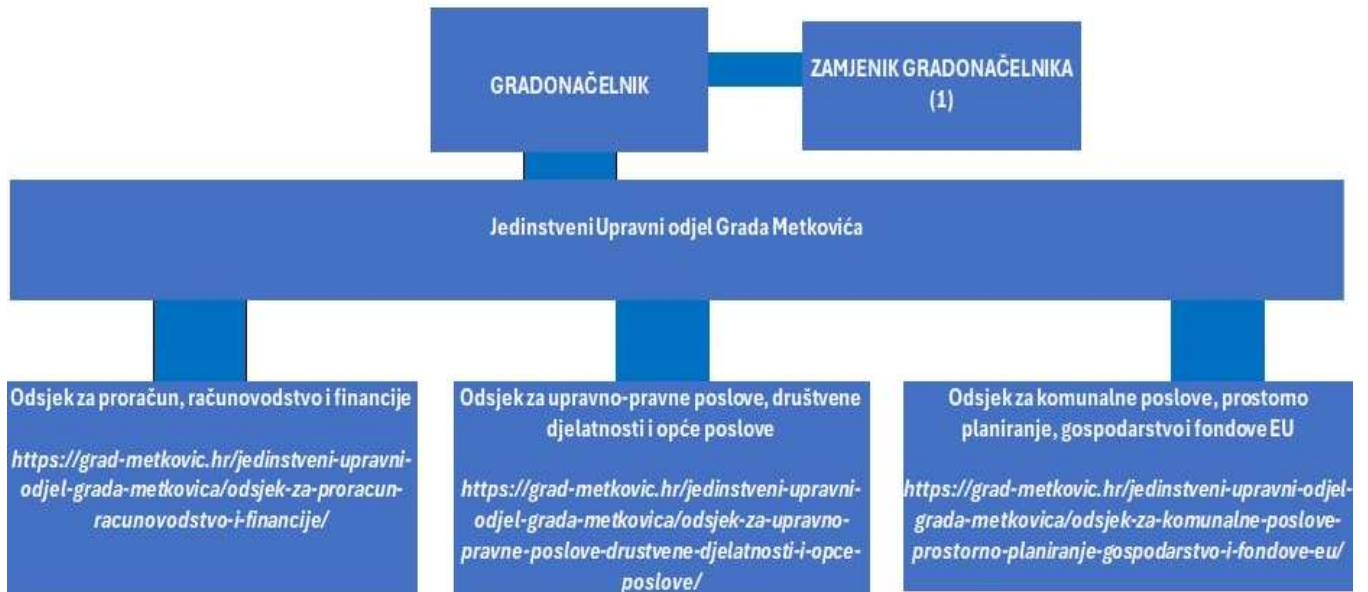 GRADONAČELNIK
ZAMJENIK GRADONAČELNIKA
(1)
Jedinstveni Upravni odjel Grada Metkovića
Odsjek za proračun, računovodstvo i financije
https://grad-metkovic.hr/jedinstveni-upravni-
odjel-grada-metkovica/odsjek-za-proracun-
racunovodstvo-i-financije/
Odsjek za upravno-pravne poslove, društvene
djelatnosti i opće poslove
https://grad-metkovic.hr/jedinstveni-upravni-
odjel-grada-metkovica/odsjek-za-upravno-
pravne-poslove-drustvene-djelatnosti-i-opce-
poslove/
Odsjek za komunalne poslove, prostorno
planiranje, gospodarstvo i fondove EU
https://grad-metkovic.hr/jedinstveni-upravni-odjel-
grada-metkovica/odsjek-za-komunalne-poslove-
prostorno-planiranje-gospodarstvo-i-fondove-eu/